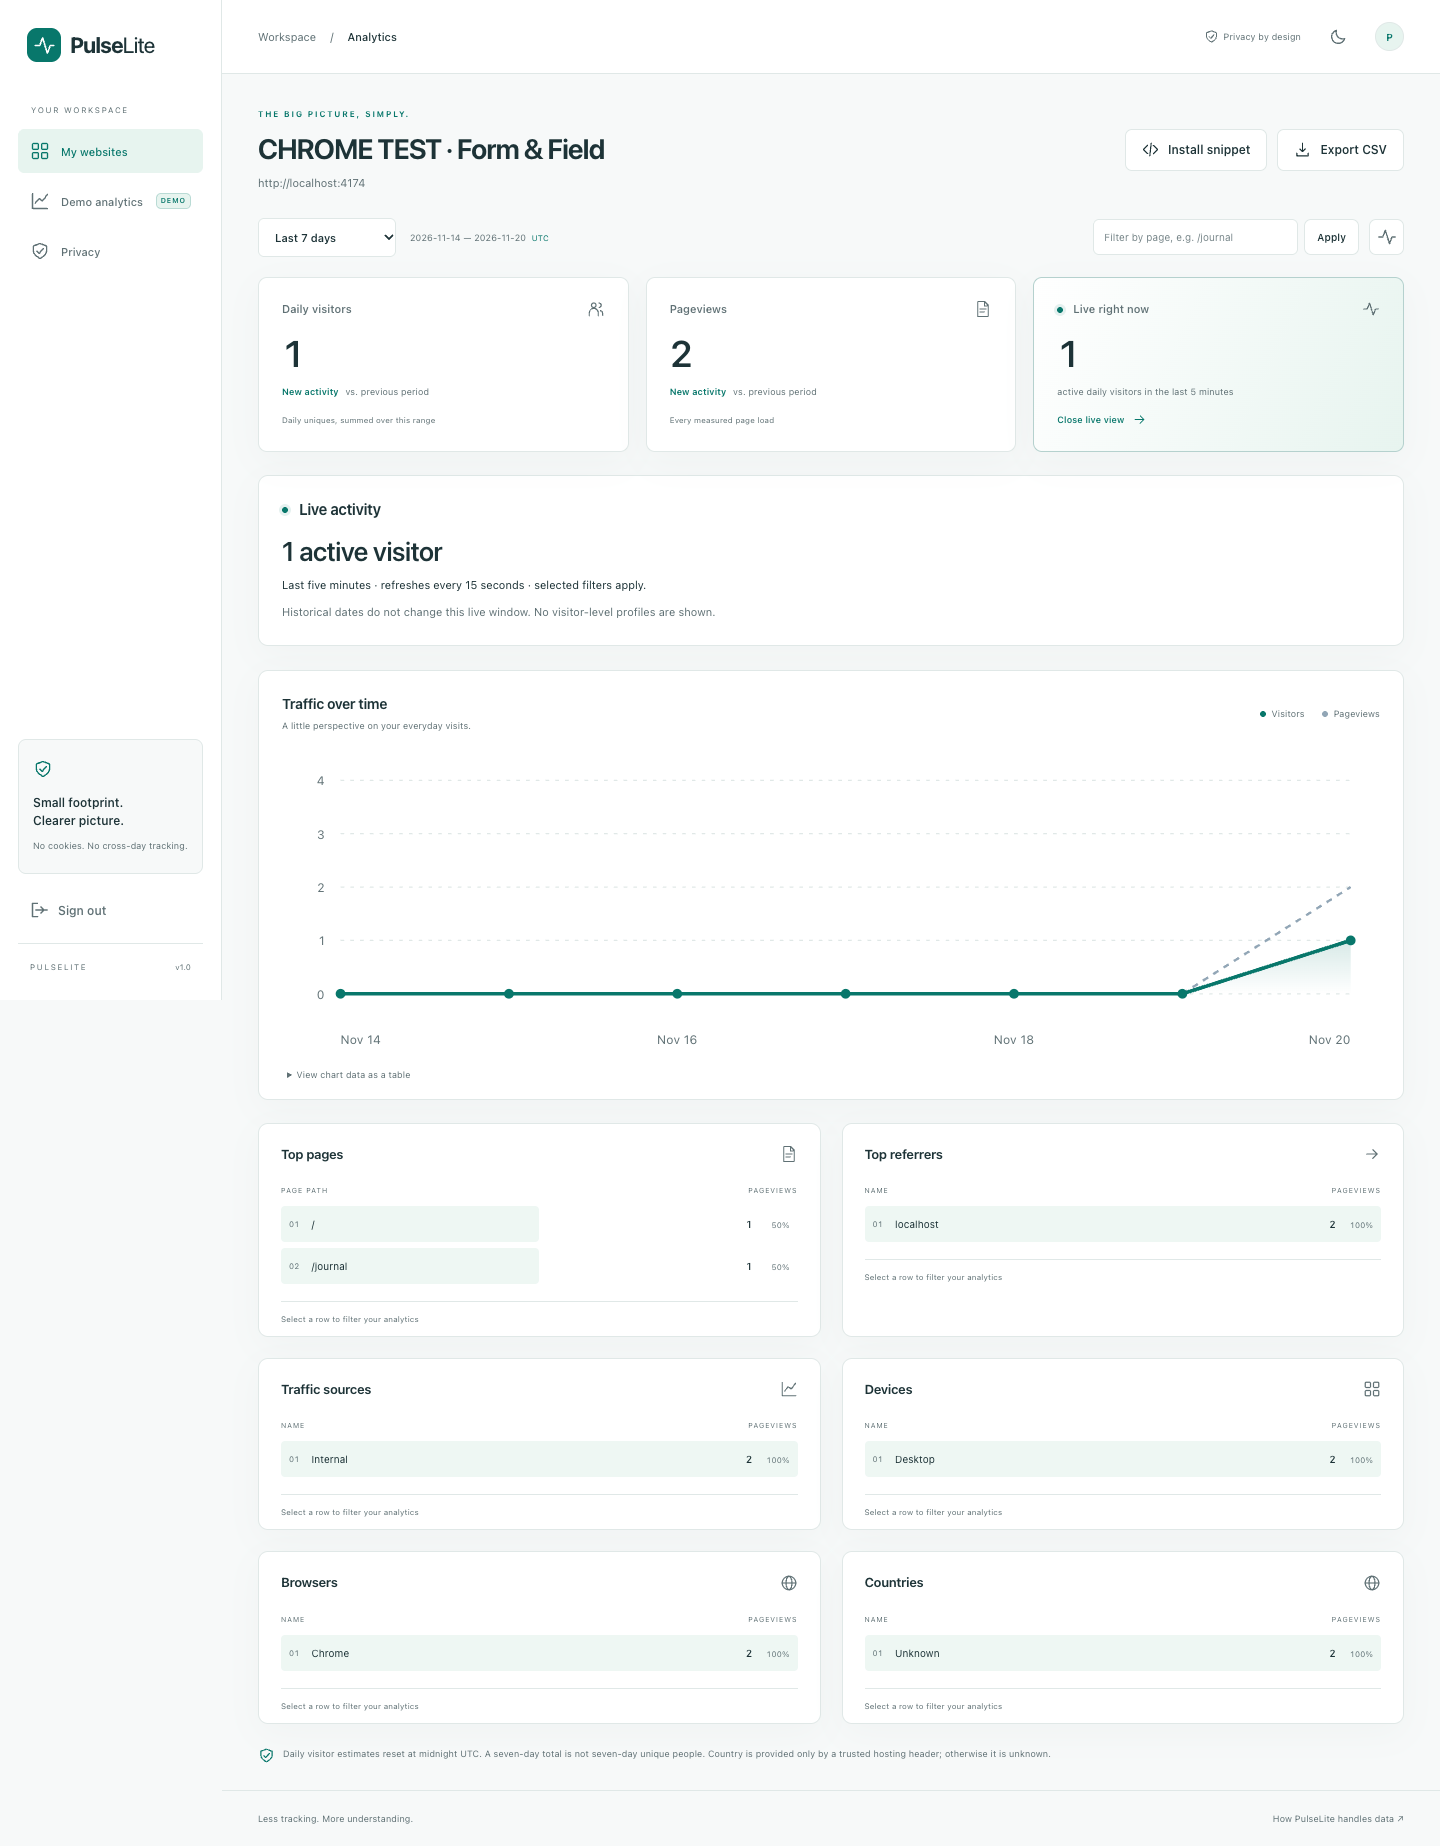 PulseLite
YOUR WORKSPACE
My websites
Demo analytics DEMO
Privacy
Small footprint.
Clearer picture.
No cookies. No cross-day tracking.
Sign out
PULSELITE v1.0
Workspace / Analytics
Privacy by design
P
THE BIG PICTURE, SIMPLY.
CHROME TEST · Form & Field
http://localhost:4174
Install snippet
Export CSV
Last 7 days
2026-11-14 — 2026-11-20 UTC
Filter by page, e.g. /journal
Apply
Daily visitors
1
New activity vs. previous period
Daily uniques, summed over this range
Pageviews
2
New activity vs. previous period
Every measured page load
Live right now
1
active daily visitors in the last 5 minutes
Close live view →
Live activity
1 active visitor
Last five minutes · refreshes every 15 seconds · selected filters apply.
Historical dates do not change this live window. No visitor-level profiles are shown.
Traffic over time
A little perspective on your everyday visits.
Visitors Pageviews
4
3
2
1
0
Nov 14 Nov 16 Nov 18 Nov 20
▶ View chart data as a table
Top pages
PAGE PATH PAGEVIEWS
01 / 1 50%
02 /journal 1 50%
Select a row to filter your analytics
Top referrers
NAME PAGEVIEWS
01 localhost 2 100%
Select a row to filter your analytics
Traffic sources
NAME PAGEVIEWS
01 Internal 2 100%
Select a row to filter your analytics
Devices
NAME PAGEVIEWS
01 Desktop 2 100%
Select a row to filter your analytics
Browsers
NAME PAGEVIEWS
01 Chrome 2 100%
Select a row to filter your analytics
Countries
NAME PAGEVIEWS
01 Unknown 2 100%
Select a row to filter your analytics
Daily visitor estimates reset at midnight UTC. A seven-day total is not seven-day unique people. Country is provided only by a trusted hosting header; otherwise it is unknown.
Less tracking. More understanding.
How PulseLite handles data ↗